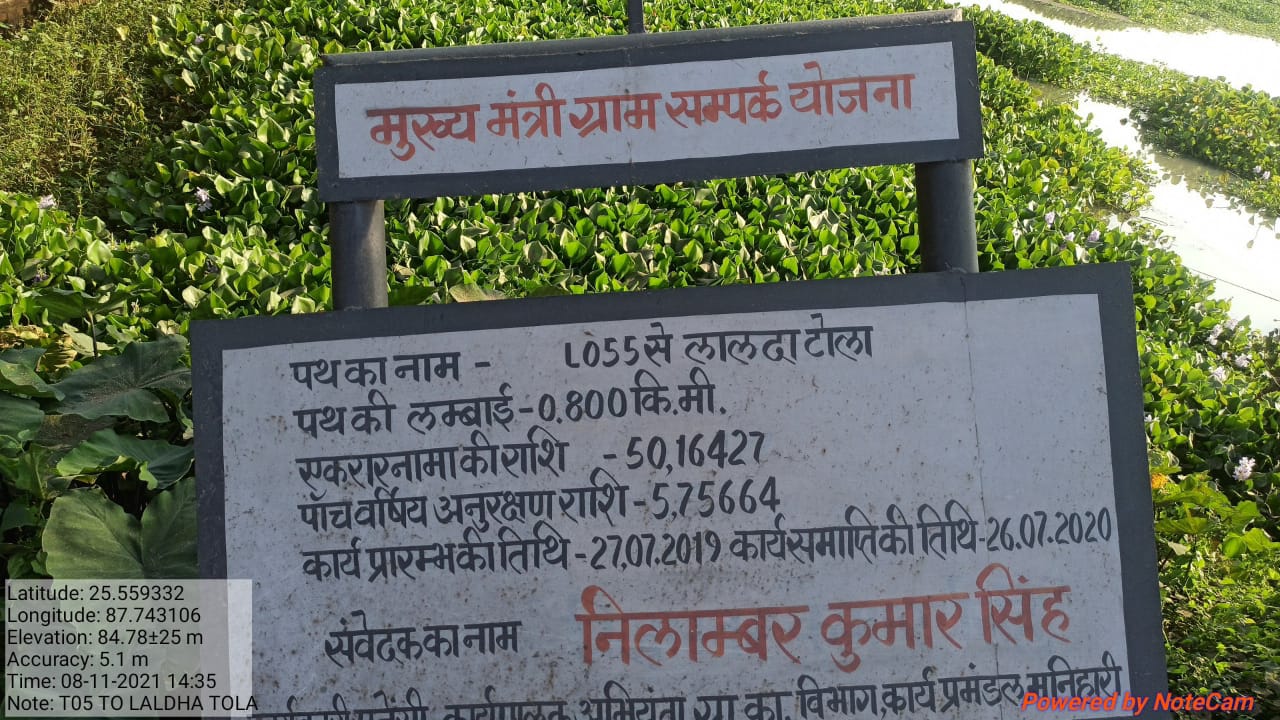 मुख्य मंत्री ग्राम सम्पर्क योजना
पथ का नाम - L055 से लालदा टोला
पथ की लम्बाई - 0.800 कि.मी.
एकरारनामा की राशि - 50,16427
पाँच वर्षिय अनुरक्षण राशि - 5,75664
कार्य प्रारम्भ की तिथि - 27.07.2019 कार्य समाप्ति की तिथि - 26.07.2020
संवेदक का नाम निलाम्बर कुमार सिंह
कार्यपालक अभियंता ग्रा का विभाग, कार्य प्रमंडल मनिहारी
Latitude: 25.559332
Longitude: 87.743106
Elevation: 84.78±25 m
Accuracy: 5.1 m
Time: 08-11-2021 14:35
Note: T05 TO LALDHA TOLA
Powered by NoteCam